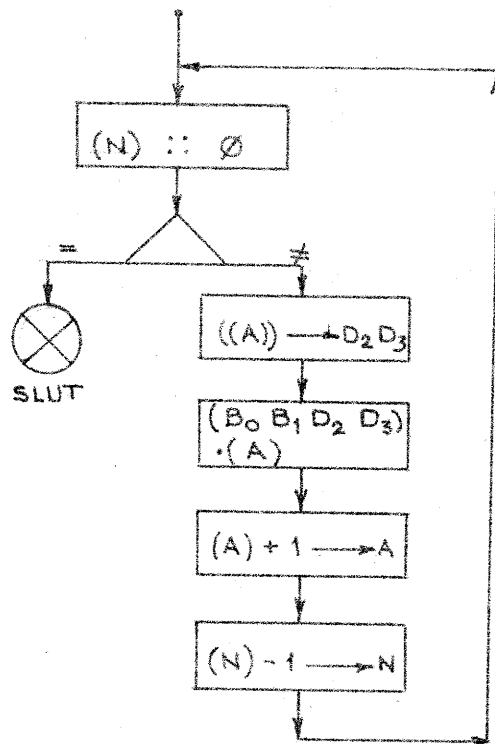 (N) :: Ø
=
≠
SLUT
((A)) → D₂ D₃
(B₀ B₁ D₂ D₃)
·(A)
(A) + 1 → A
(N) - 1 → N